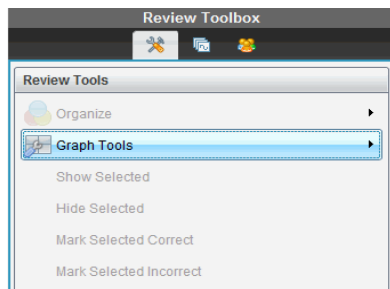 Review Toolbox
Review Tools
Organize
Graph Tools
Show Selected
Hide Selected
Mark Selected Correct
Mark Selected Incorrect